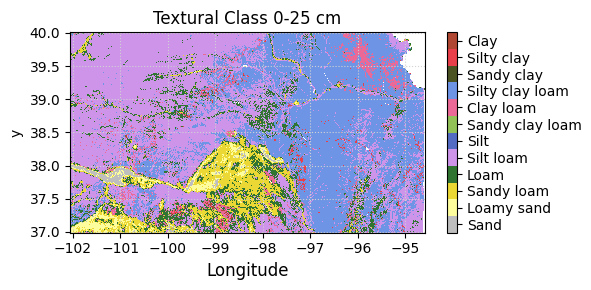 Textural Class 0-25 cm
40.0
39.5
39.0
38.5
38.0
37.5
37.0
y
−102
−101
−100
−99
−98
−97
−96
−95
Longitude
Clay
Silty clay
Sandy clay
Silty clay loam
Clay loam
Sandy clay loam
Silt
Silt loam
Loam
Sandy loam
Loamy sand
Sand